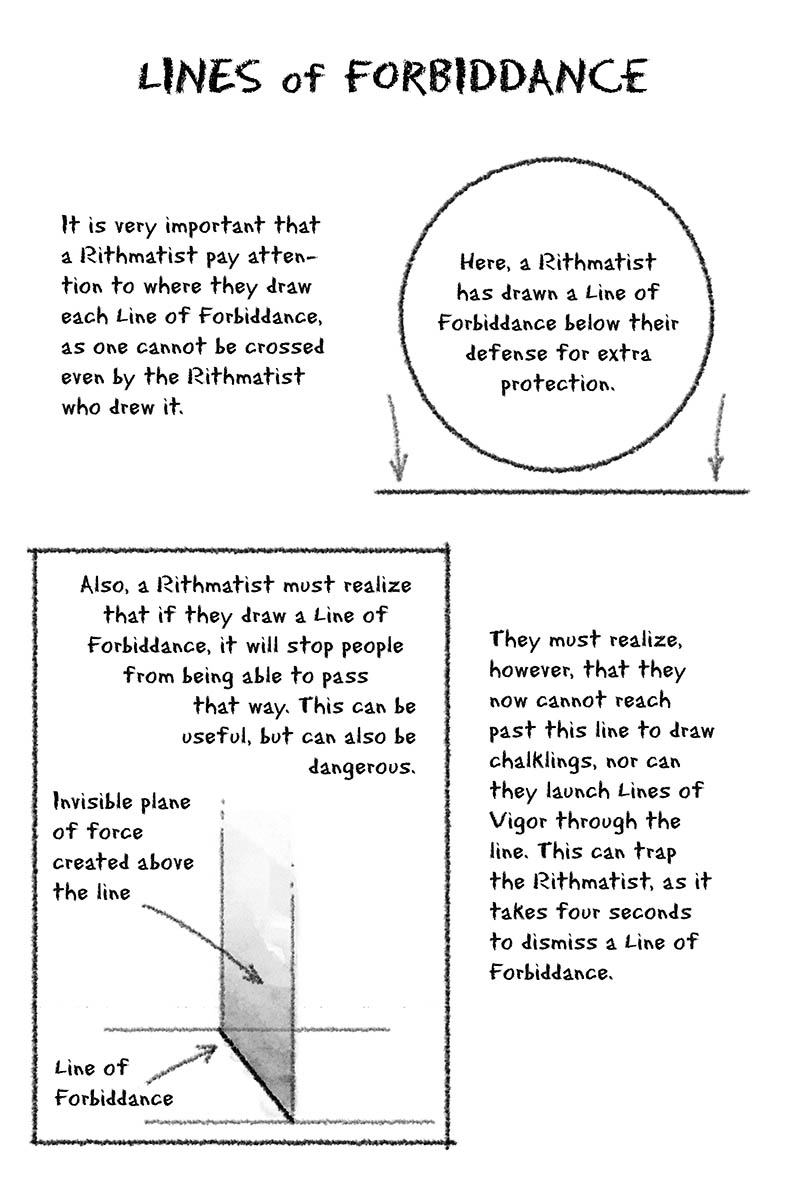 LINES of FORBIDDANCE
It is very important that
a Rithmatist pay atten-
tion to where they draw
each Line of Forbiddance,
as one cannot be crossed
even by the Rithmatist
who drew it.
Here, a Rithmatist
has drawn a Line of
Forbiddance below their
defense for extra
protection.
Also, a Rithmatist must realize
that if they draw a Line of
Forbiddance, it will stop people
from being able to pass
that way. This can be
useful, but can also be
dangerous.
Invisible plane
of force
created above
the line
Line of
Forbiddance
They must realize,
however, that they
now cannot reach
past this line to draw
chalklings, nor can
they launch Lines of
Vigor through the
line. This can trap
the Rithmatist, as it
takes four seconds
to dismiss a Line of
Forbiddance.